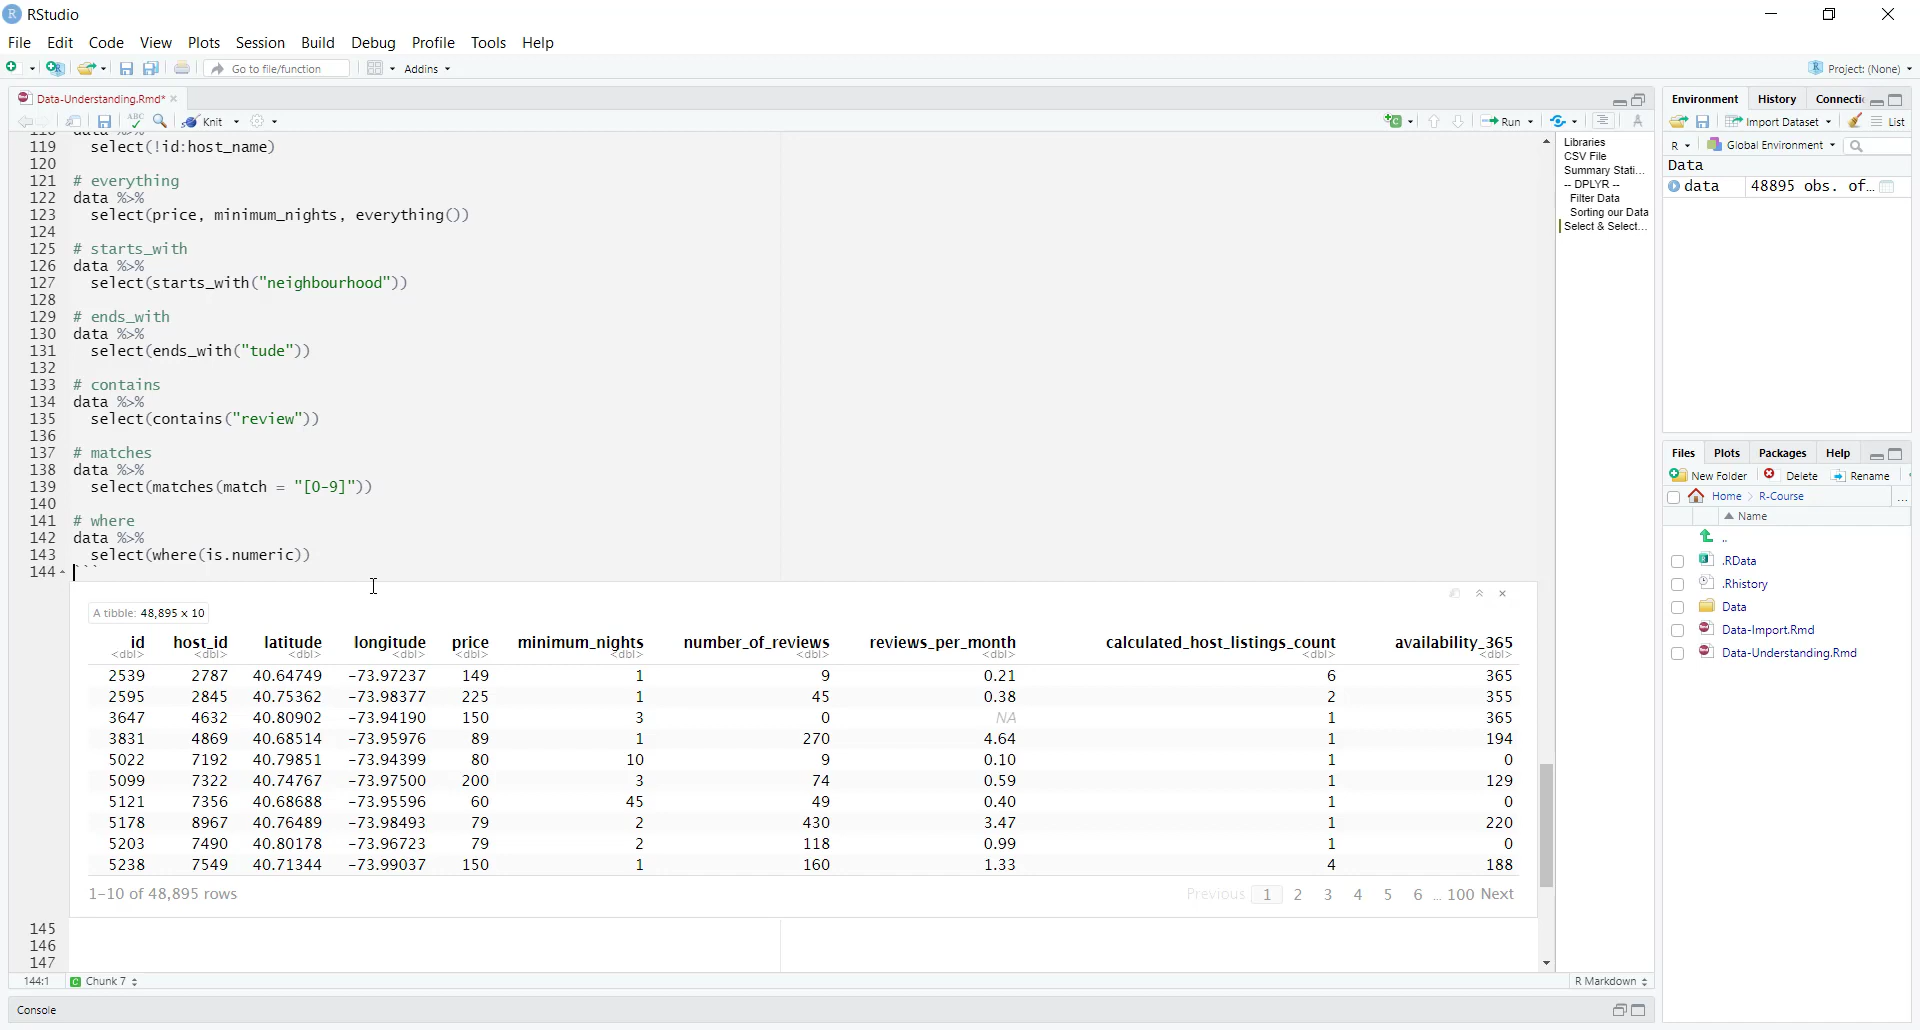 RStudio
File Edit Code View Plots Session Build Debug Profile Tools Help
Go to file/function Addins Project: (None)
Data-Understanding.Rmd*
ABC Knit Run
119 select(!id:host_name)
120
121 # everything
122 data %>%
123 select(price, minimum_nights, everything())
124
125 # starts_with
126 data %>%
127 select(starts_with("neighbourhood"))
128
129 # ends_with
130 data %>%
131 select(ends_with("tude"))
132
133 # contains
134 data %>%
135 select(contains("review"))
136
137 # matches
138 data %>%
139 select(matches(match = "[0-9]"))
140
141 # where
142 data %>%
143 select(where(is.numeric))
144 ```
A tibble: 48,895 x 10
id host_id latitude longitude price minimum_nights number_of_reviews reviews_per_month calculated_host_listings_count availability_365
<dbl> <dbl> <dbl> <dbl> <dbl> <dbl> <dbl> <dbl> <dbl> <dbl>
2539 2787 40.64749 -73.97237 149 1 9 0.21 6 365
2595 2845 40.75362 -73.98377 225 1 45 0.38 2 355
3647 4632 40.80902 -73.94190 150 3 0 NA 1 365
3831 4869 40.68514 -73.95976 89 1 270 4.64 1 194
5022 7192 40.79851 -73.94399 80 10 9 0.10 1 0
5099 7322 40.74767 -73.97500 200 3 74 0.59 1 129
5121 7356 40.68688 -73.95596 60 45 49 0.40 1 0
5178 8967 40.76489 -73.98493 79 2 430 3.47 1 220
5203 7490 40.80178 -73.96723 79 2 118 0.99 1 0
5238 7549 40.71344 -73.99037 150 1 160 1.33 4 188
1-10 of 48,895 rows Previous 1 2 3 4 5 6 ... 100 Next
145
146
147
144:1 Chunk 7 R Markdown
Console
Libraries
CSV File
Summary Stati...
-- DPLYR --
Filter Data
Sorting our Data
Select & Select...
Environment History Connectic
Import Dataset List
R Global Environment
Data
data 48895 obs. of...
Files Plots Packages Help
New Folder Delete Rename
Home R-Course ...
Name
..
.RData
.Rhistory
Data
Data-Import.Rmd
Data-Understanding.Rmd